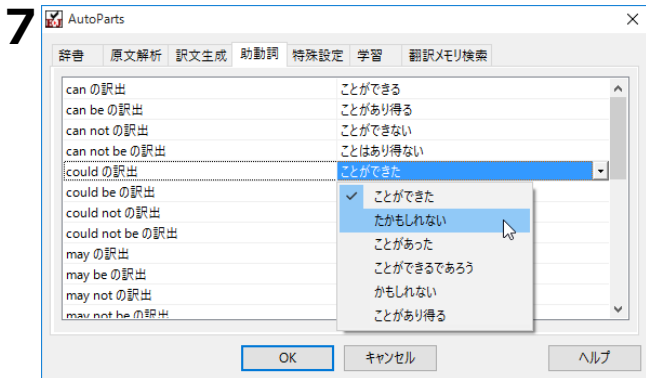 7
AutoParts
辞書 原文解析 訳文生成 助動詞 特殊設定 学習 翻訳メモリ検索
can の訳出 ことができる
can be の訳出 ことがあり得る
can not の訳出 ことができない
can not be の訳出 ことはあり得ない
could の訳出 ことができた
could be の訳出
could not の訳出
could not be の訳出
may の訳出
may be の訳出
may not の訳出
may not be の訳出
ことができた
たかもしれない
ことがあった
ことができるであろう
かもしれない
ことがあり得る
OK キャンセル ヘルプ